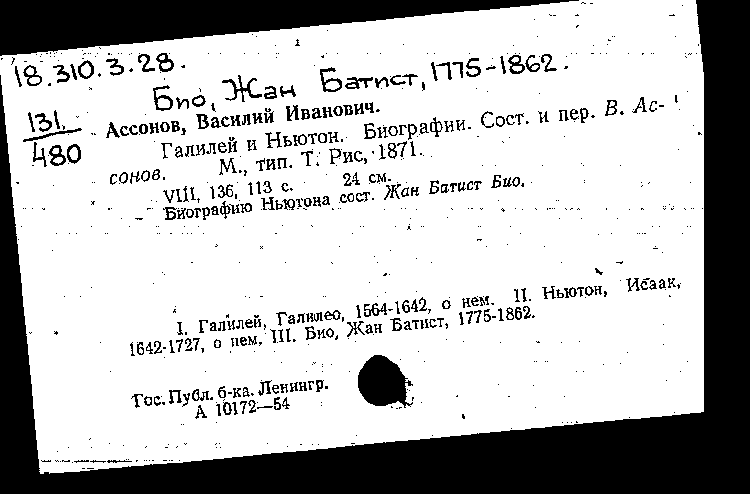 18.310.3.28.
Био, Жан Батист, 1775-1862.
131.
480
Ассонов, Василий Иванович.
Галилей и Ньютон. Биографии. Сост. и пер. В. Ас-
сонов. М., тип. Т. Рис, 1871.
VIII, 136, 113 с. 24 см.
Биографию Ньютона сост. Жан Батист Био.
I. Галилей, Галилео, 1564-1642, о нем. II. Ньютон, Исаак,
1642-1727, о нем. III. Био, Жан Батист, 1775-1862.
Гос. Публ. б-ка. Ленингр.
А 10172—54